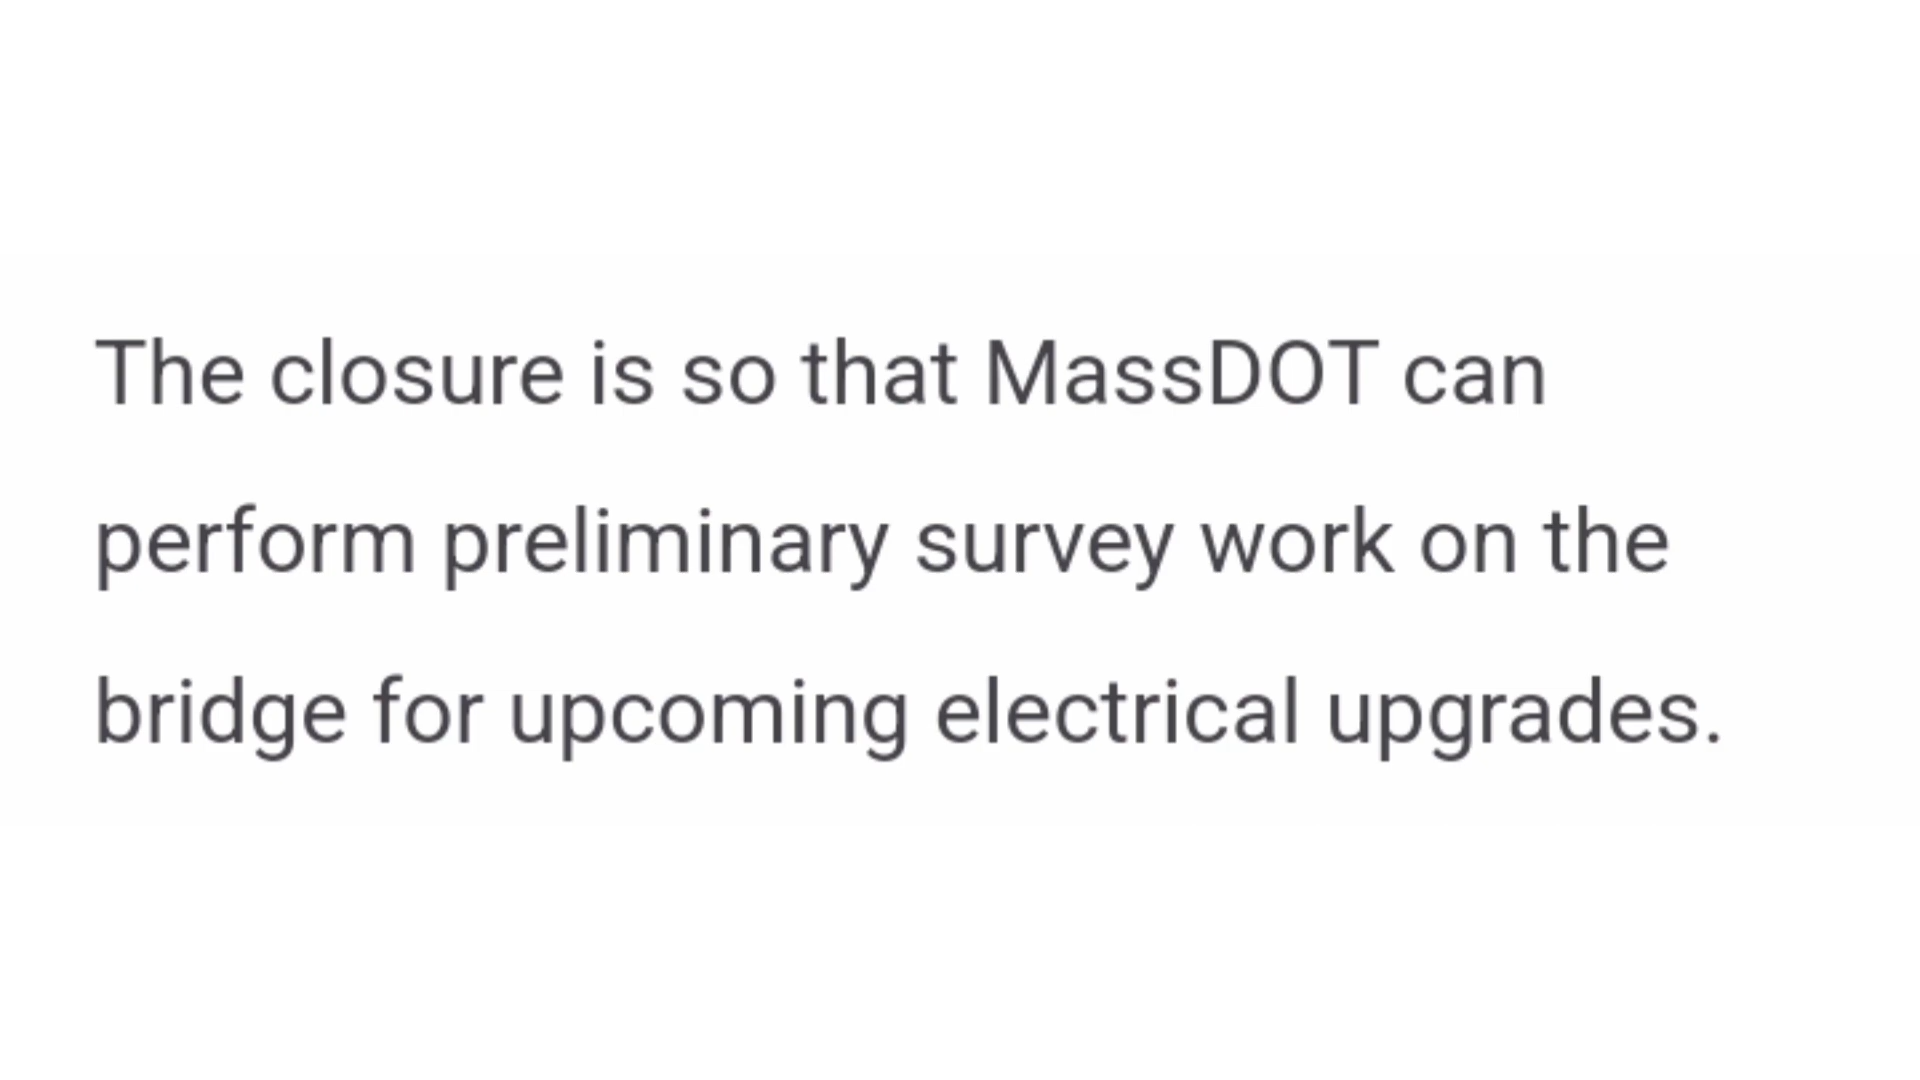 The closure is so that MassDOT can
perform preliminary survey work on the
bridge for upcoming electrical upgrades.